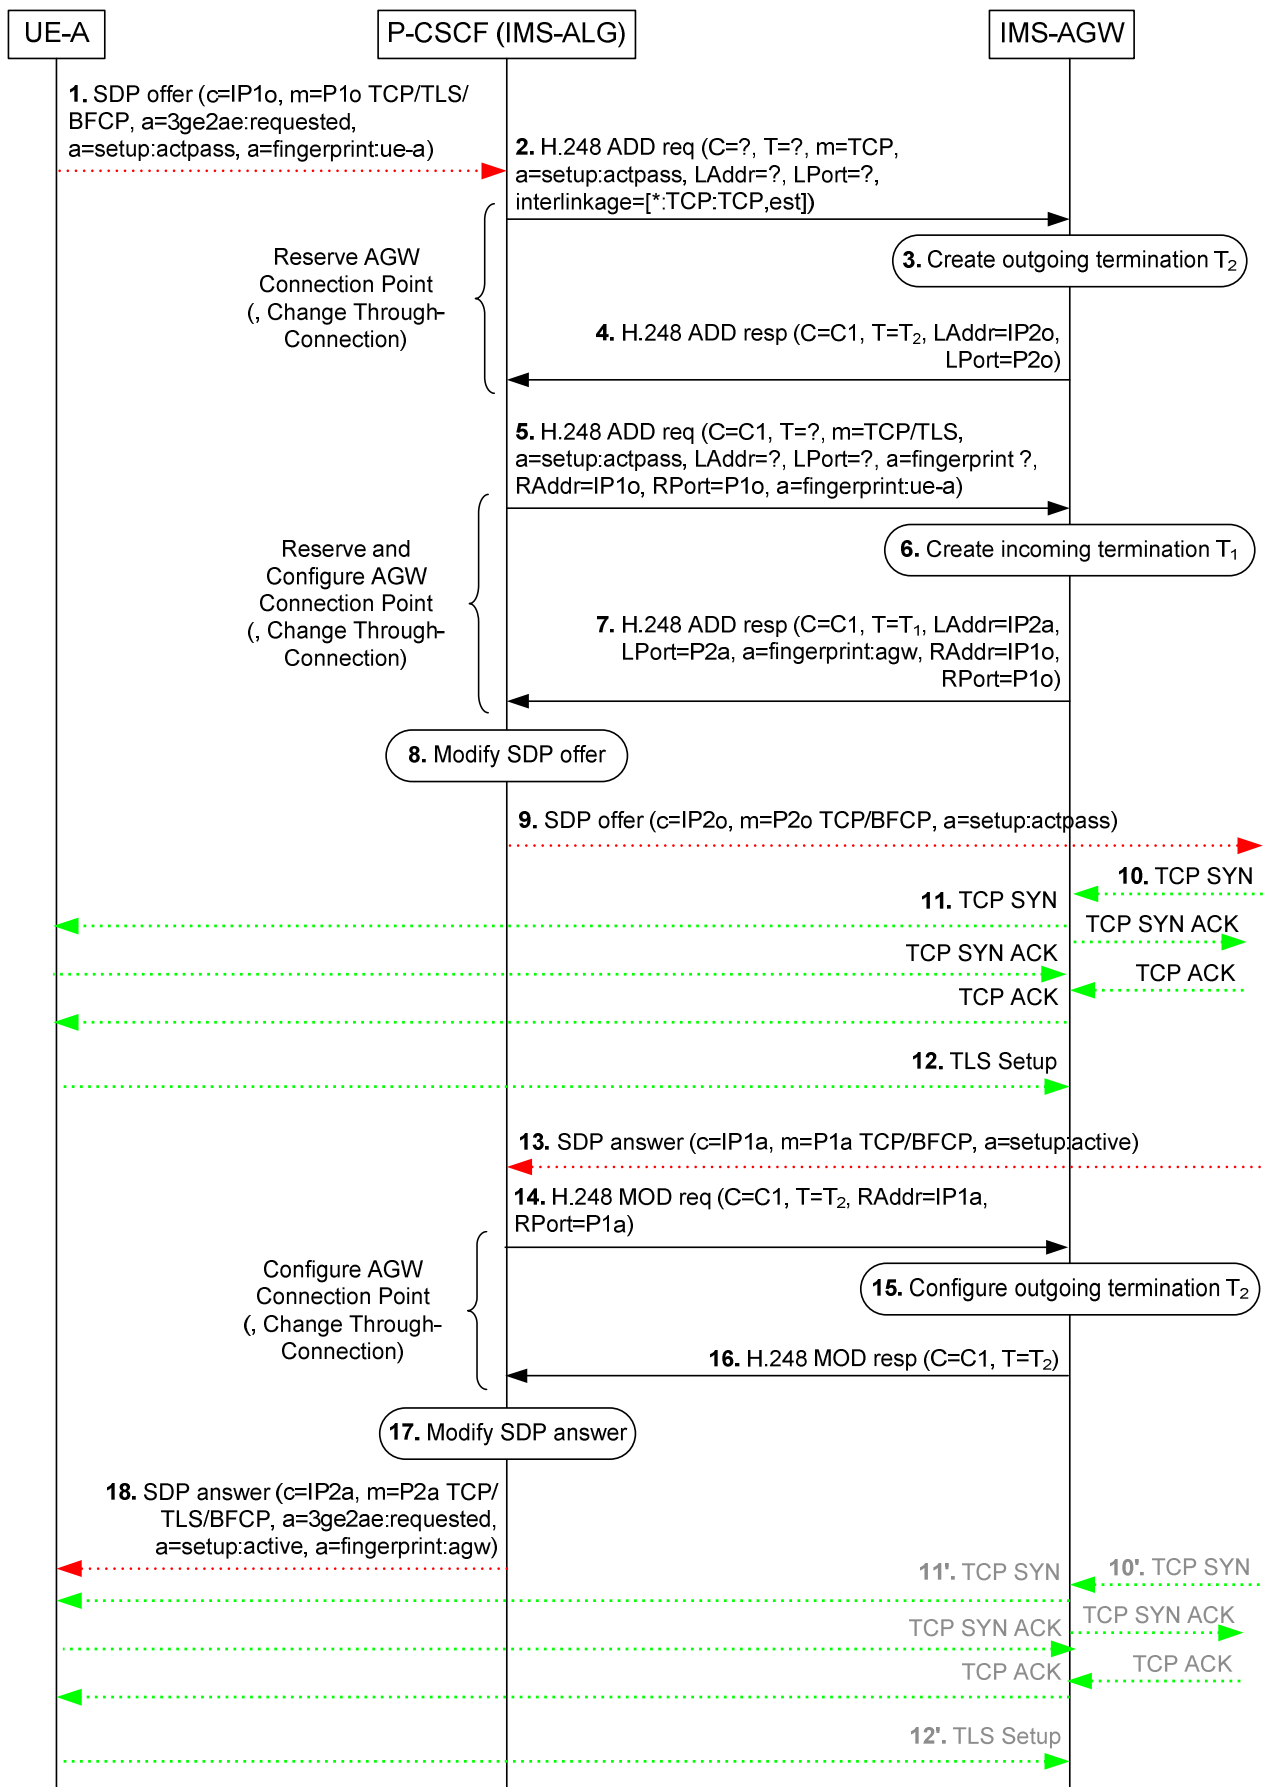 UE-A
P-CSCF (IMS-ALG)
IMS-AGW
1. SDP offer (c=IP1o, m=P1o TCP/TLS/
BFCP, a=3ge2ae:requested,
a=setup:actpass, a=fingerprint:ue-a)
2. H.248 ADD req (C=?, T=?, m=TCP,
a=setup:actpass, LAddr=?, LPort=?,
interlinkage=[*:TCP:TCP,est])
Reserve AGW
Connection Point
(, Change Through-
Connection)
3. Create outgoing termination T2
4. H.248 ADD resp (C=C1, T=T2, LAddr=IP2o,
LPort=P2o)
5. H.248 ADD req (C=C1, T=?, m=TCP/TLS,
a=setup:actpass, LAddr=?, LPort=?, a=fingerprint ?,
RAddr=IP1o, RPort=P1o, a=fingerprint:ue-a)
Reserve and
Configure AGW
Connection Point
(, Change Through-
Connection)
6. Create incoming termination T1
7. H.248 ADD resp (C=C1, T=T1, LAddr=IP2a,
LPort=P2a, a=fingerprint:agw, RAddr=IP1o,
RPort=P1o)
8. Modify SDP offer
9. SDP offer (c=IP2o, m=P2o TCP/BFCP, a=setup:actpass)
10. TCP SYN
11. TCP SYN
TCP SYN ACK
TCP SYN ACK
TCP ACK
TCP ACK
12. TLS Setup
13. SDP answer (c=IP1a, m=P1a TCP/BFCP, a=setup:active)
14. H.248 MOD req (C=C1, T=T2, RAddr=IP1a,
RPort=P1a)
Configure AGW
Connection Point
(, Change Through-
Connection)
15. Configure outgoing termination T2
16. H.248 MOD resp (C=C1, T=T2)
17. Modify SDP answer
18. SDP answer (c=IP2a, m=P2a TCP/
TLS/BFCP, a=3ge2ae:requested,
a=setup:active, a=fingerprint:agw)
10'. TCP SYN
11'. TCP SYN
TCP SYN ACK
TCP SYN ACK
TCP ACK
TCP ACK
12'. TLS Setup